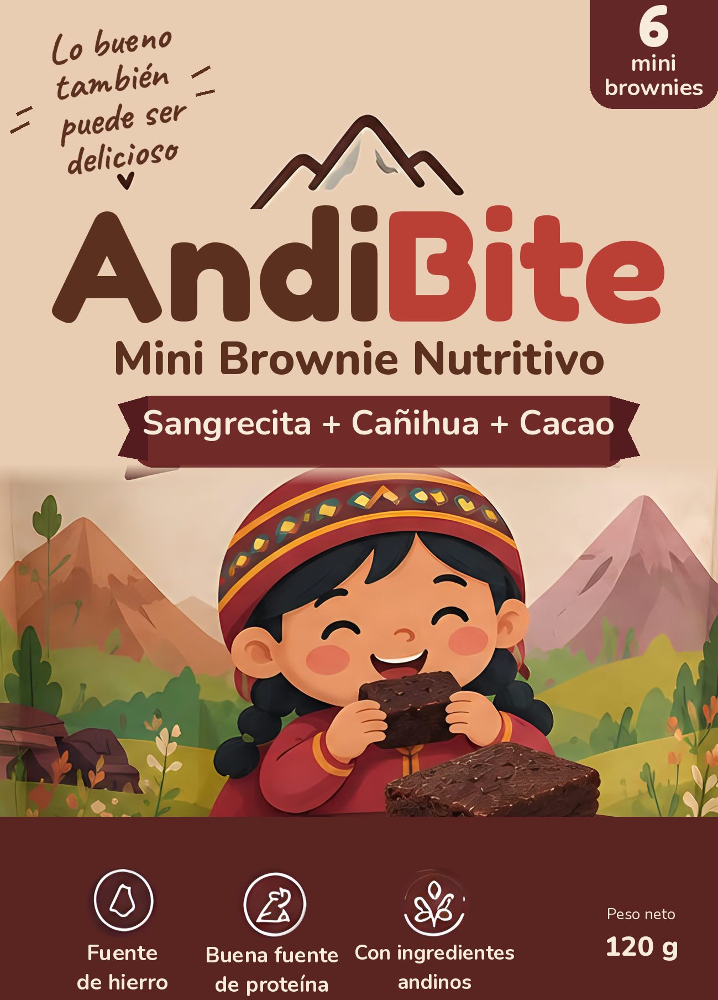 Lo bueno
también
puede ser
delicioso
6
mini
brownies
AndiBite
Mini Brownie Nutritivo
Sangrecita + Cañihua + Cacao
Fuente
de hierro
Buena fuente
de proteína
Con ingredientes
andinos
Peso neto
120 g